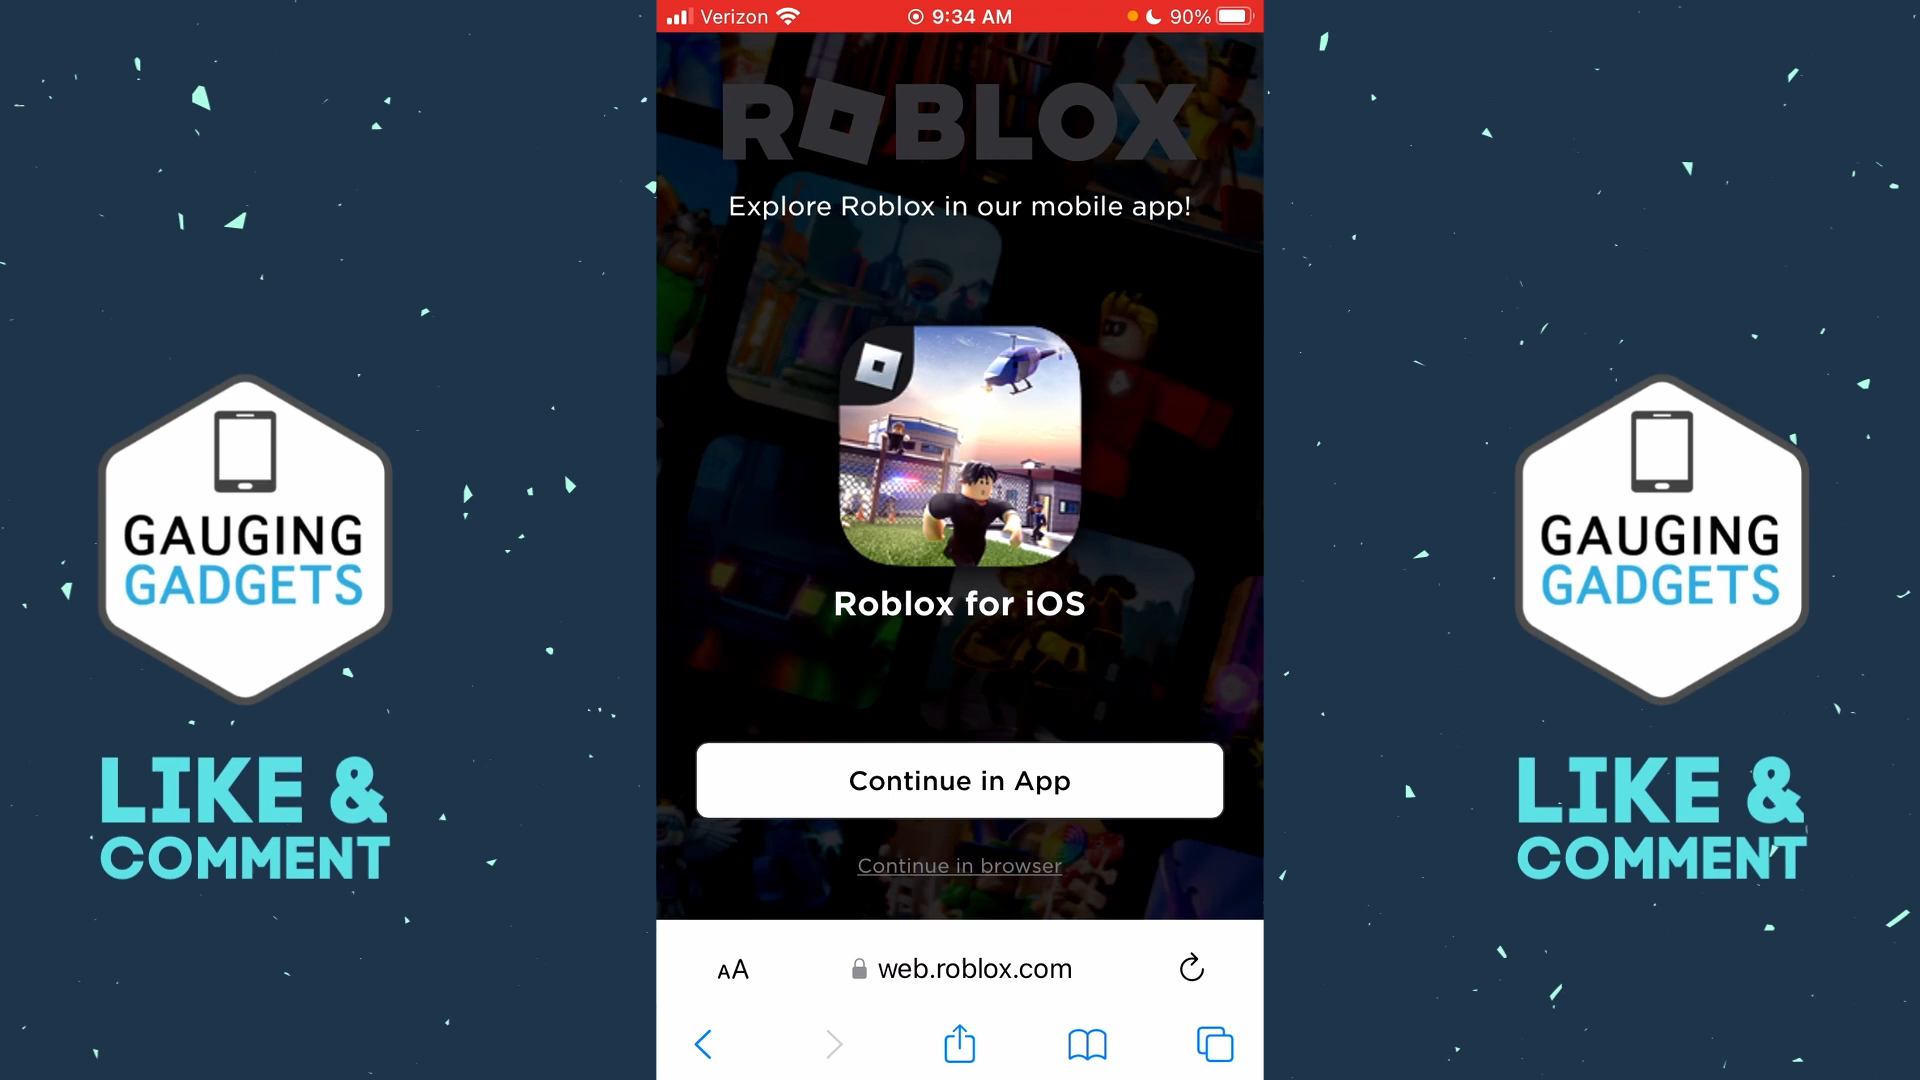 Verizon 9:34 AM 90%
ROBLOX
Explore Roblox in our mobile app!
Roblox for iOS
Continue in App
Continue in browser
AA web.roblox.com
GAUGING
GADGETS
LIKE &
COMMENT
GAUGING
GADGETS
LIKE &
COMMENT